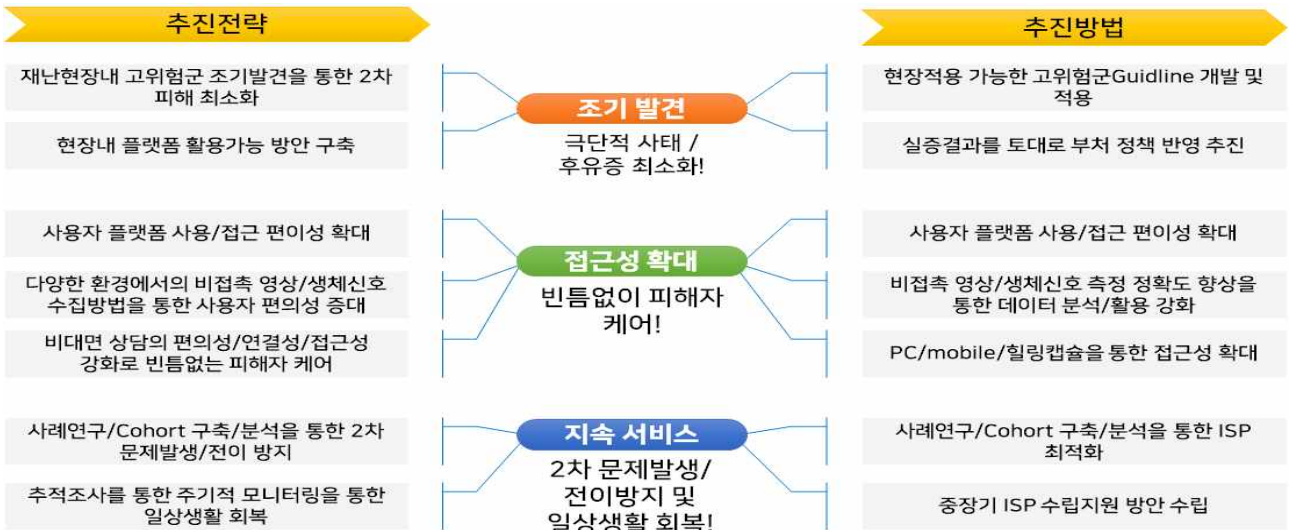 추진전략
추진방법
재난현장내 고위험군 조기발견을 통한 2차
피해 최소화
현장내 플랫폼 활용가능 방안 구축
조기 발견
극단적 사태 /
후유증 최소화!
현장적용 가능한 고위험군Guidline 개발 및
적용
실증결과를 토대로 부처 정책 반영 추진
사용자 플랫폼 사용/접근 편이성 확대
다양한 환경에서의 비접촉 영상/생체신호
수집방법을 통한 사용자 편의성 증대
비대면 상담의 편의성/연결성/접근성
강화로 빈틈없는 피해자 케어
접근성 확대
빈틈없이 피해자
케어!
사용자 플랫폼 사용/접근 편이성 확대
비접촉 영상/생체신호 측정 정확도 향상을
통한 데이터 분석/활용 강화
PC/mobile/힐링캡슐을 통한 접근성 확대
사례연구/Cohort 구축/분석을 통한 2차
문제발생/전이 방지
추적조사를 통한 주기적 모니터링을 통한
일상생활 회복
지속 서비스
2차 문제발생/
전이방지 및
일상생활 회복!
사례연구/Cohort 구축/분석을 통한 ISP
최적화
중장기 ISP 수립지원 방안 수립